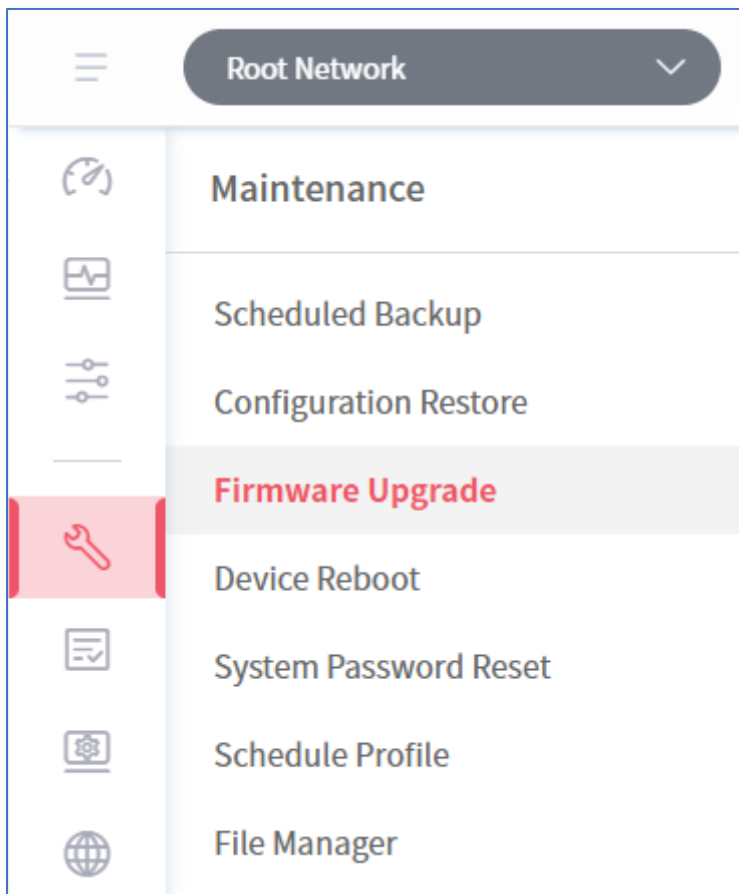 Root Network
Maintenance
Scheduled Backup
Configuration Restore
Firmware Upgrade
Device Reboot
System Password Reset
Schedule Profile
File Manager